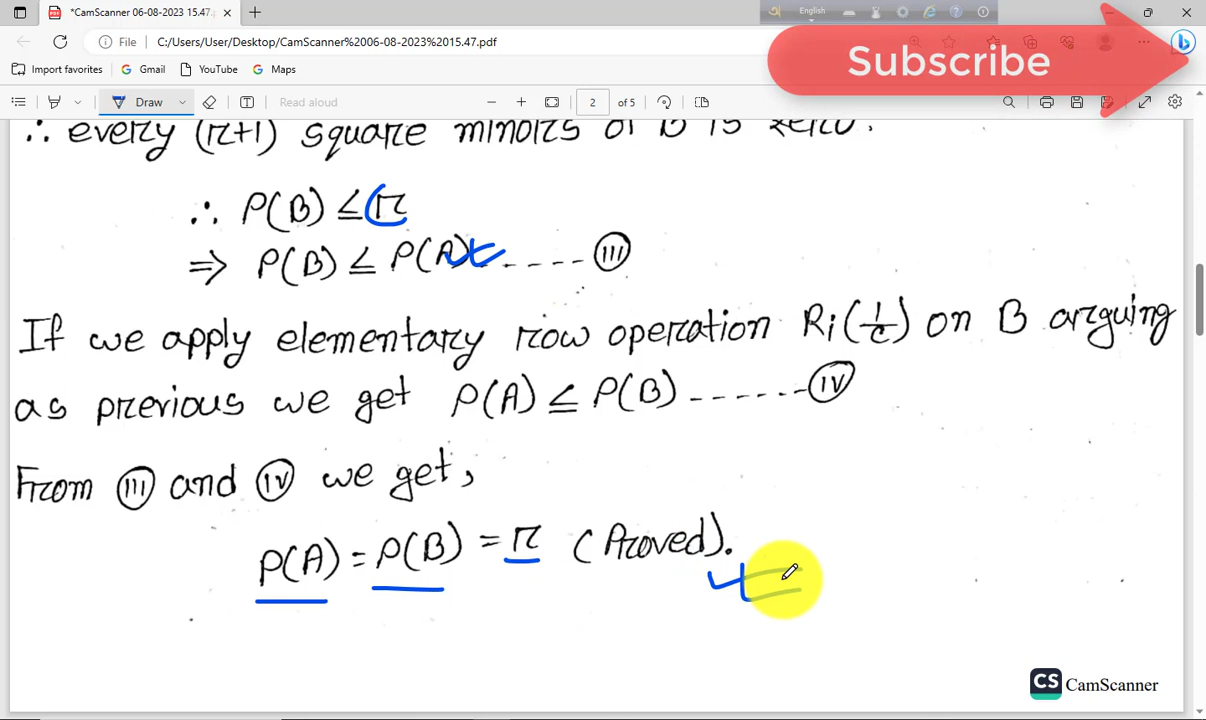 *CamScanner 06-08-2023 15.47.p
English
File C:/Users/User/Desktop/CamScanner%2006-08-2023%2015.47.pdf
Subscribe
Import favorites Gmail YouTube Maps
Draw Read aloud 2 of 5
∴ every (r+1) square minors of B is zero.
∴ ρ(B) ≤ r
⇒ ρ(B) ≤ ρ(A) ------ (III)
If we apply elementary row operation Ri(1/c) on B arguing
as previous we get ρ(A) ≤ ρ(B) ------ (IV)
From (III) and (IV) we get,
ρ(A) = ρ(B) = r (Proved).
CS CamScanner